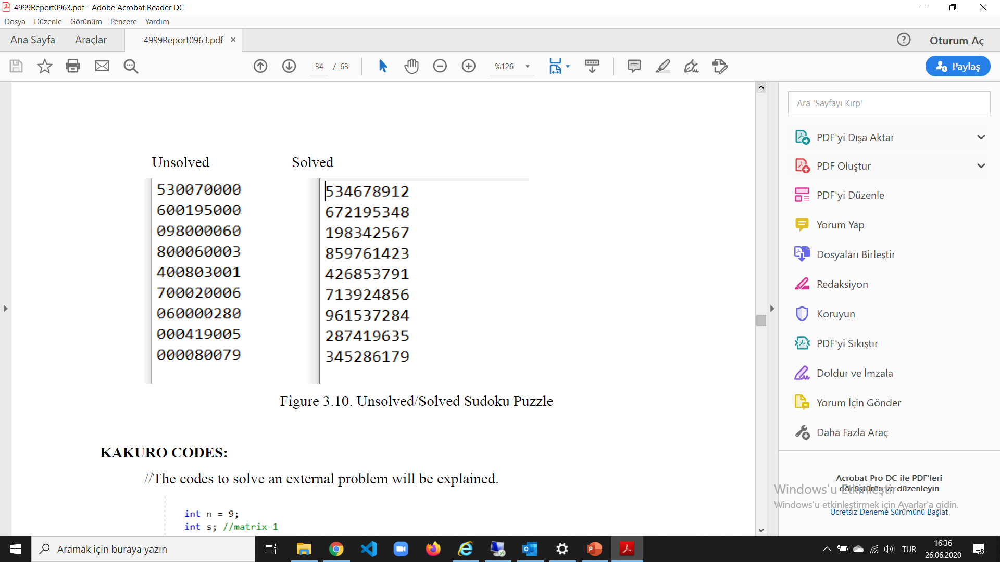 4999Report0963.pdf - Adobe Acrobat Reader DC
Dosya Düzenle Görünüm Pencere Yardım
Ana Sayfa Araçlar 4999Report0963.pdf × Oturum Aç
34 / 63 %126 Paylaş
Ara 'Sayfayı Kırp'
PDF'yi Dışa Aktar
PDF Oluştur
PDF'yi Düzenle
Yorum Yap
Dosyaları Birleştir
Redaksiyon
Koruyun
PDF'yi Sıkıştır
Doldur ve İmzala
Yorum İçin Gönder
Daha Fazla Araç
Acrobat Pro DC ile PDF'leri
dönüştürün ve düzenleyin
Ücretsiz Deneme Sürümünü Başlat
Windows'u Etkinleştir
Windows'u etkinleştirmek için Ayarlar'a gidin.
Unsolved Solved
530070000 534678912
600195000 672195348
098000060 198342567
800060003 859761423
400803001 426853791
700020006 713924856
060000280 961537284
000419005 287419635
000080079 345286179
Figure 3.10. Unsolved/Solved Sudoku Puzzle
KAKURO CODES:
//The codes to solve an external problem will be explained.
int n = 9;
int s; //matrix-1
Aramak için buraya yazın
TUR
16:36
26.06.2020